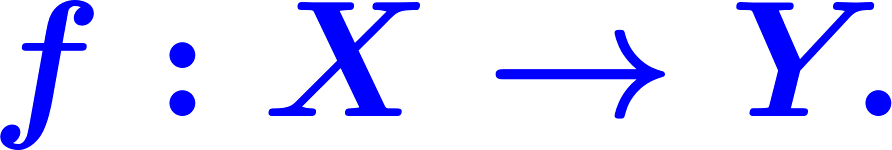 f : X → Y.